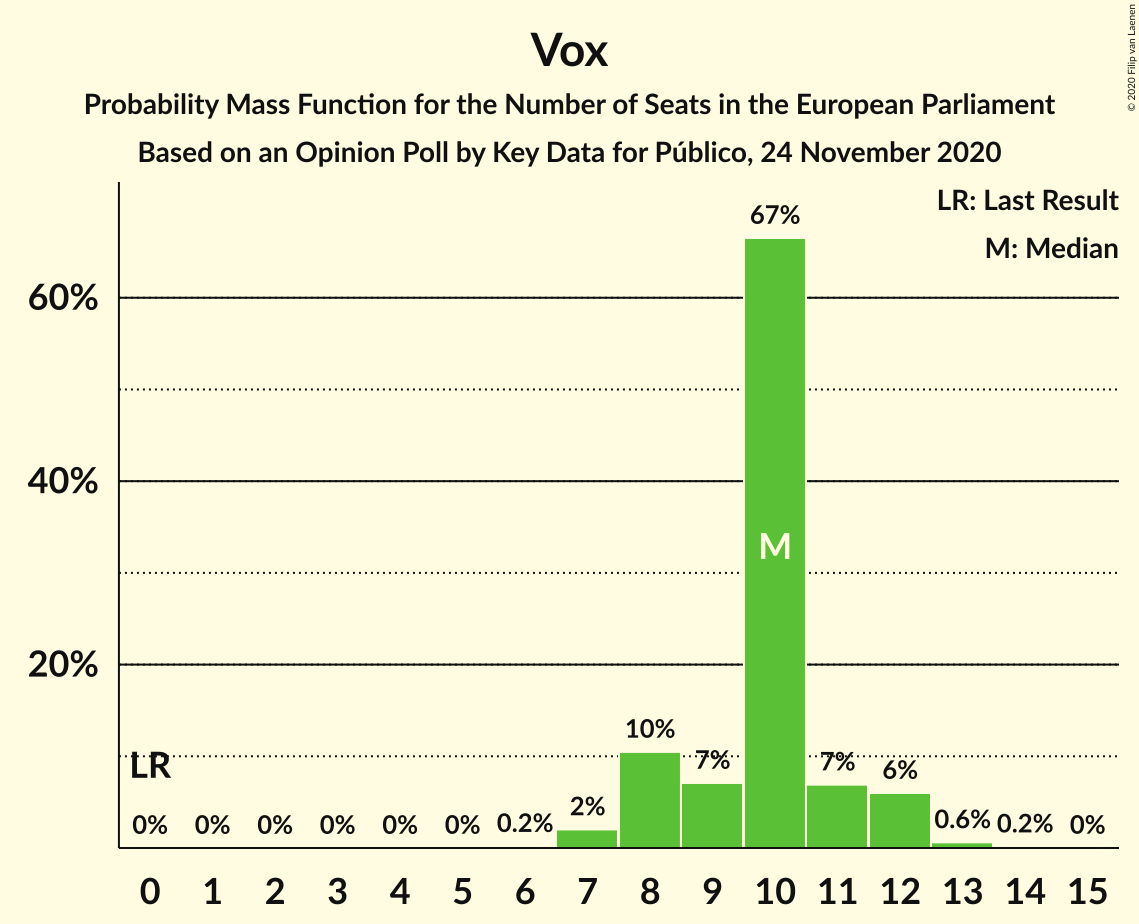 Vox
Probability Mass Function for the Number of Seats in the European Parliament
Based on an Opinion Poll by Key Data for Público, 24 November 2020
© 2020 Filip van Laenen
LR: Last Result
M: Median
67%
60%
40%
M
20%
10%
7%
7%
6%
LR
2%
0%
0%
0%
0%
0%
0%
0.2%
0.6%
0.2%
0%
0 1 2 3 4 5 6 7 8 9 10 11 12 13 14 15